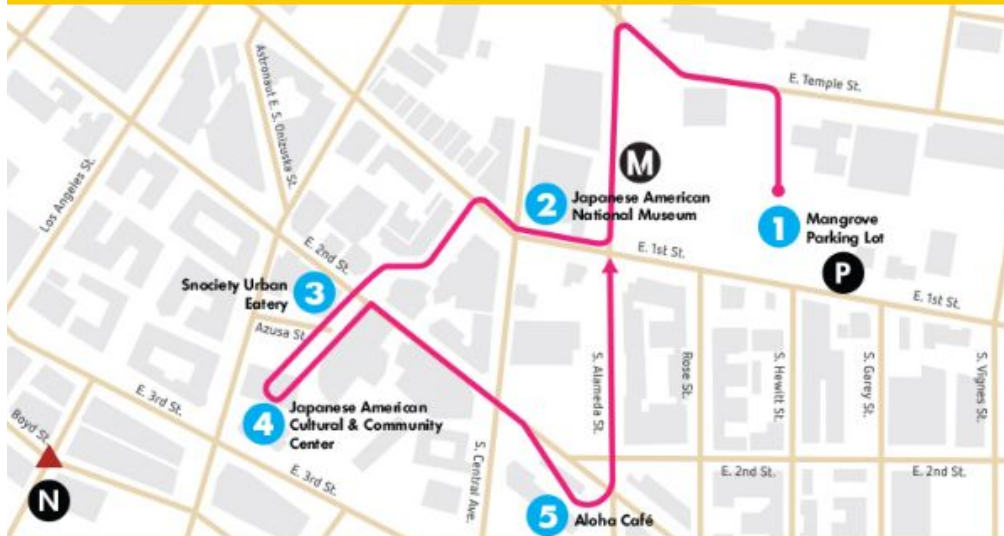 E. Temple St.
Astronaut E. S. Onizuska St.
M
Los Angeles St.
2
Japanese American
National Museum
1
Mangrove
Parking Lot
E. 1st St.
P
E. 2nd St.
Snociety Urban
Eatery
3
E. 1st St.
Azusa St.
S. Alameda St.
Rose St.
S. Hewitt St.
S. Garey St.
S. Vignes St.
E. 3rd St.
4
Japanese American
Cultural & Community
Center
Boyd St.
S. Central Ave.
E. 3rd St.
E. 2nd St.
E. 2nd St.
N
5
Aloha Café